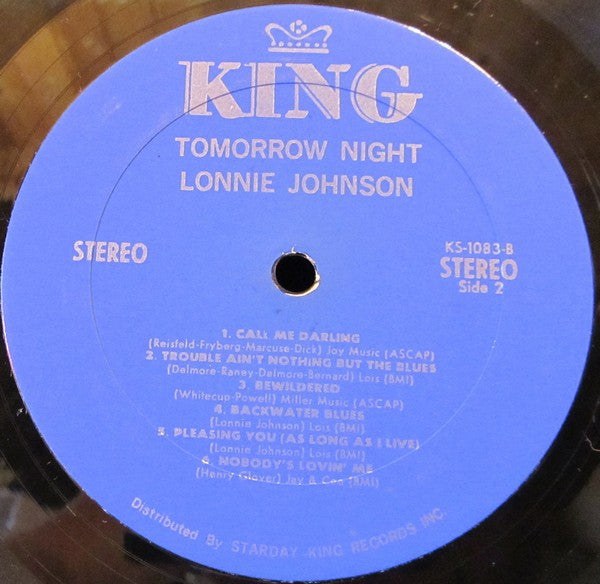 KING
TOMORROW NIGHT
LONNIE JOHNSON
STEREO
KS-1083-B
STEREO
Side 2
1. CALL ME DARLING
(Reisfeld-Fryberg-Marcuse-Dick) Jay Music (ASCAP)
2. TROUBLE AIN'T NOTHING BUT THE BLUES
(Delmore-Raney-Delmore-Bernard) Lois (BMI)
3. BEWILDERED
(Whitecup-Powell) Miller Music (ASCAP)
4. BACKWATER BLUES
(Lonnie Johnson) Lois (BMI)
5. PLEASING YOU (AS LONG AS I LIVE)
(Lonnie Johnson) Lois (BMI)
6. NOBODY'S LOVIN' ME
(Henry Glover) Jay & Cee (BMI)
Distributed By STARDAY KING RECORDS INC.